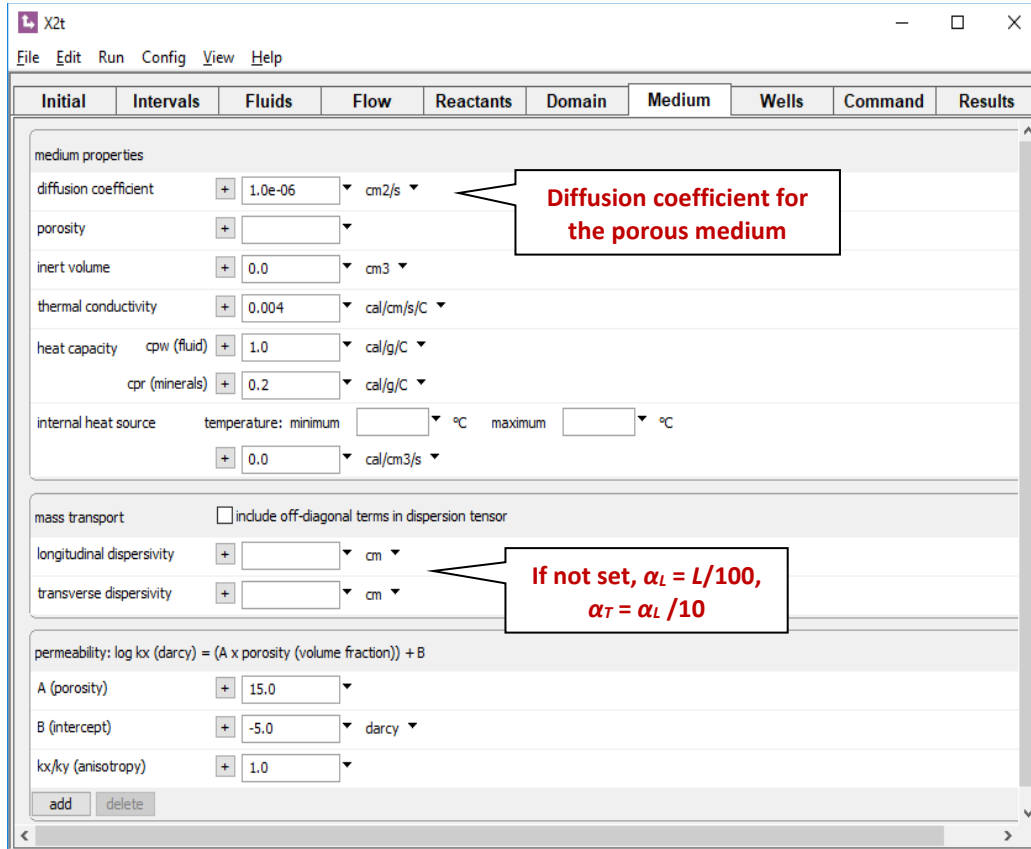 X2t
File Edit Run Config View Help
Initial Intervals Fluids Flow Reactants Domain Medium Wells Command Results
medium properties
diffusion coefficient + 1.0e-06 cm2/s
Diffusion coefficient for
the porous medium
porosity +
inert volume + 0.0 cm3
thermal conductivity + 0.004 cal/cm/s/C
heat capacity cpw (fluid) + 1.0 cal/g/C
cpr (minerals) + 0.2 cal/g/C
internal heat source temperature: minimum ºC maximum ºC
+ 0.0 cal/cm3/s
mass transport include off-diagonal terms in dispersion tensor
longitudinal dispersivity + cm
transverse dispersivity + cm
If not set, αL = L/100,
αT = αL /10
permeability: log kx (darcy) = (A x porosity (volume fraction)) + B
A (porosity) + 15.0
B (intercept) + -5.0 darcy
kx/ky (anisotropy) + 1.0
add delete